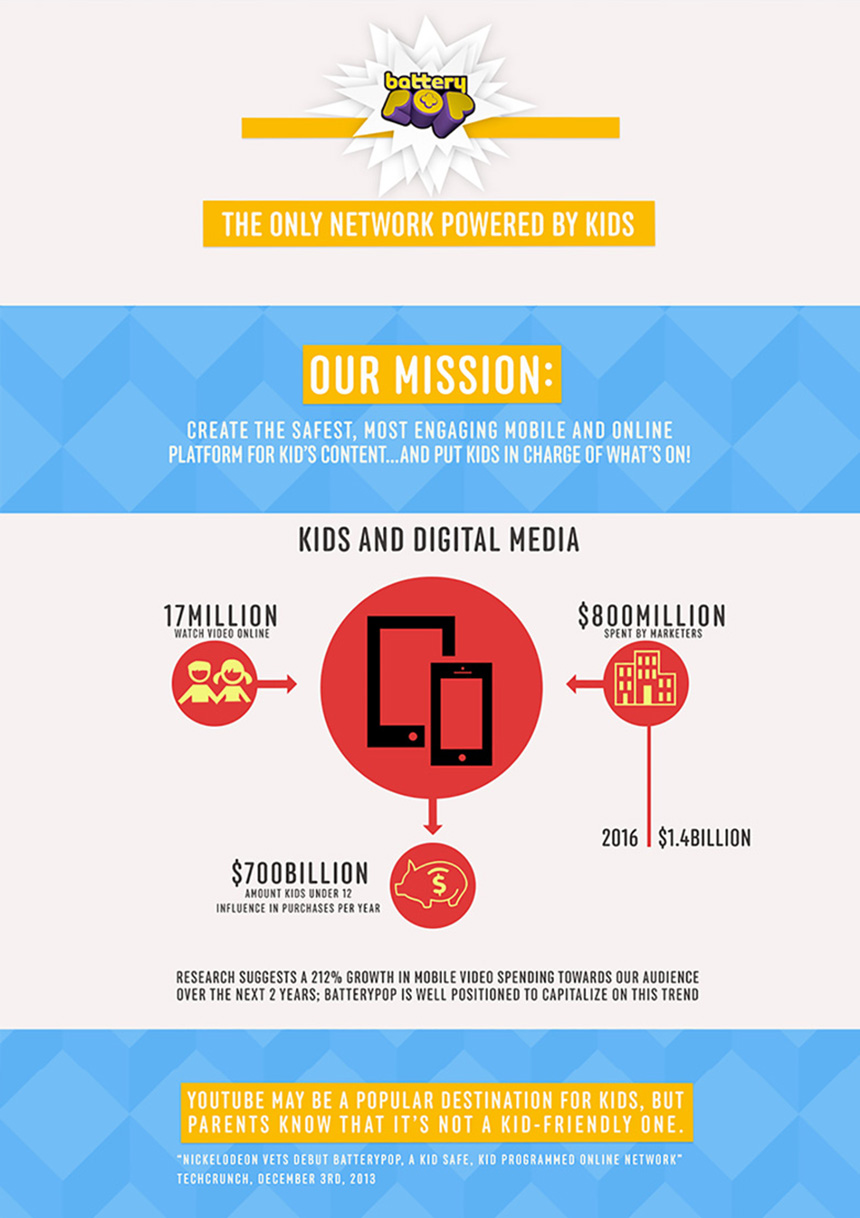 battery
POP
THE ONLY NETWORK POWERED BY KIDS
OUR MISSION:
CREATE THE SAFEST, MOST ENGAGING MOBILE AND ONLINE
PLATFORM FOR KID'S CONTENT...AND PUT KIDS IN CHARGE OF WHAT'S ON!
KIDS AND DIGITAL MEDIA
17MILLION
WATCH VIDEO ONLINE
$800MILLION
SPENT BY MARKETERS
2016
$1.4BILLION
$700BILLION
AMOUNT KIDS UNDER 12
INFLUENCE IN PURCHASES PER YEAR
$
RESEARCH SUGGESTS A 212% GROWTH IN MOBILE VIDEO SPENDING TOWARDS OUR AUDIENCE
OVER THE NEXT 2 YEARS; BATTERYPOP IS WELL POSITIONED TO CAPITALIZE ON THIS TREND
YOUTUBE MAY BE A POPULAR DESTINATION FOR KIDS, BUT
PARENTS KNOW THAT IT'S NOT A KID-FRIENDLY ONE.
"NICKELODEON VETS DEBUT BATTERYPOP, A KID SAFE, KID PROGRAMMED ONLINE NETWORK"
TECHCRUNCH, DECEMBER 3RD, 2013